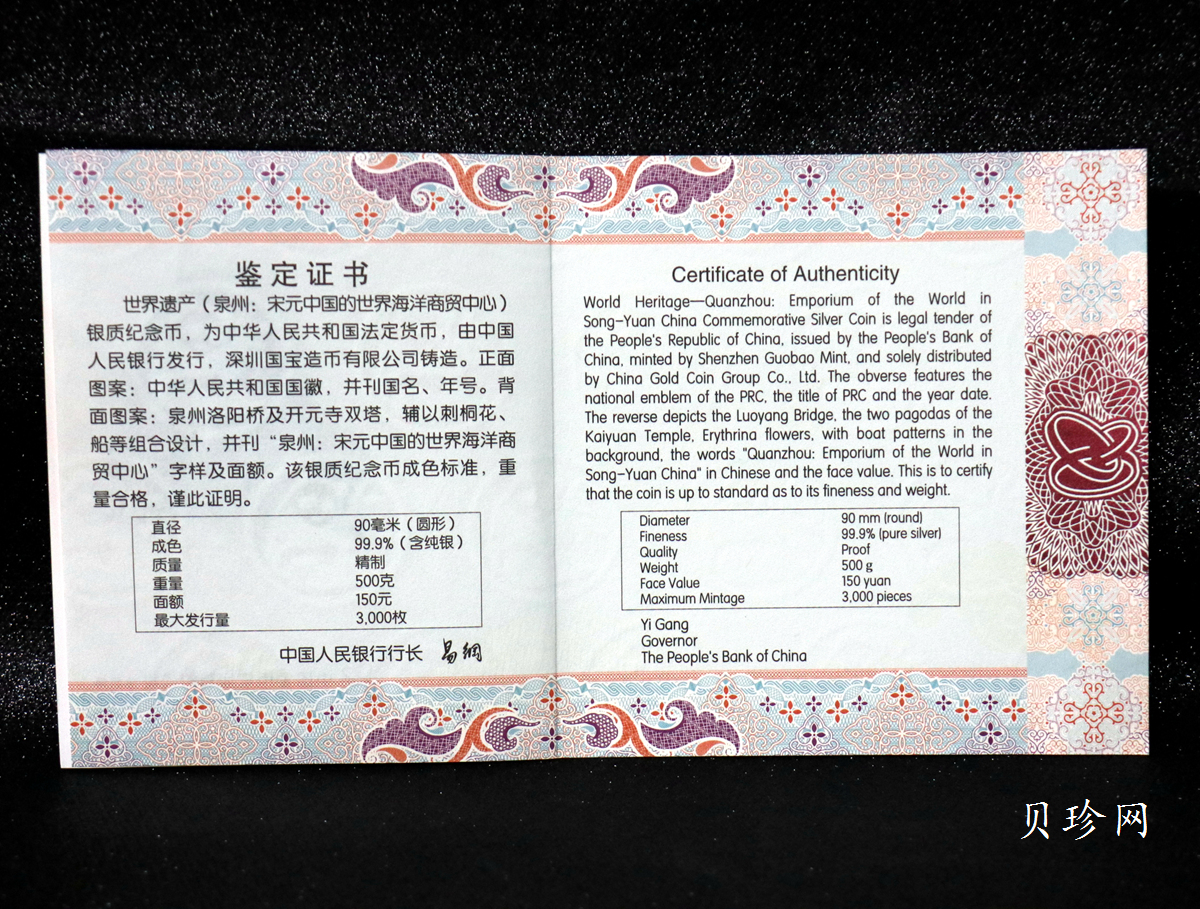 鉴定证书
世界遗产（泉州：宋元中国的世界海洋商贸中心）
银质纪念币，为中华人民共和国法定货币，由中国
人民银行发行，深圳国宝造币有限公司铸造。正面
图案：中华人民共和国国徽，并刊国名、年号。背
面图案：泉州洛阳桥及开元寺双塔，辅以刺桐花、
船等组合设计，并刊“泉州：宋元中国的世界海洋商
贸中心”字样及面额。该银质纪念币成色标准，重
量合格，谨此证明。
直径 90毫米（圆形）
成色 99.9%（含纯银）
质量 精制
重量 500克
面额 150元
最大发行量 3,000枚
中国人民银行行长 易纲
Certificate of Authenticity
World Heritage—Quanzhou: Emporium of the World in
Song-Yuan China Commemorative Silver Coin is legal tender of
the People's Republic of China, issued by the People's Bank of
China, minted by Shenzhen Guobao Mint, and solely distributed
by China Gold Coin Group Co., Ltd. The obverse features the
national emblem of the PRC, the title of PRC and the year date.
The reverse depicts the Luoyang Bridge, the two pagodas of the
Kaiyuan Temple, Erythrina flowers, with boat patterns in the
background, the words "Quanzhou: Emporium of the World in
Song-Yuan China" in Chinese and the face value. This is to certify
that the coin is up to standard as to its fineness and weight.
Diameter 90 mm (round)
Fineness 99.9% (pure silver)
Quality Proof
Weight 500 g
Face Value 150 yuan
Maximum Mintage 3,000 pieces
Yi Gang
Governor
The People's Bank of China
贝珍网